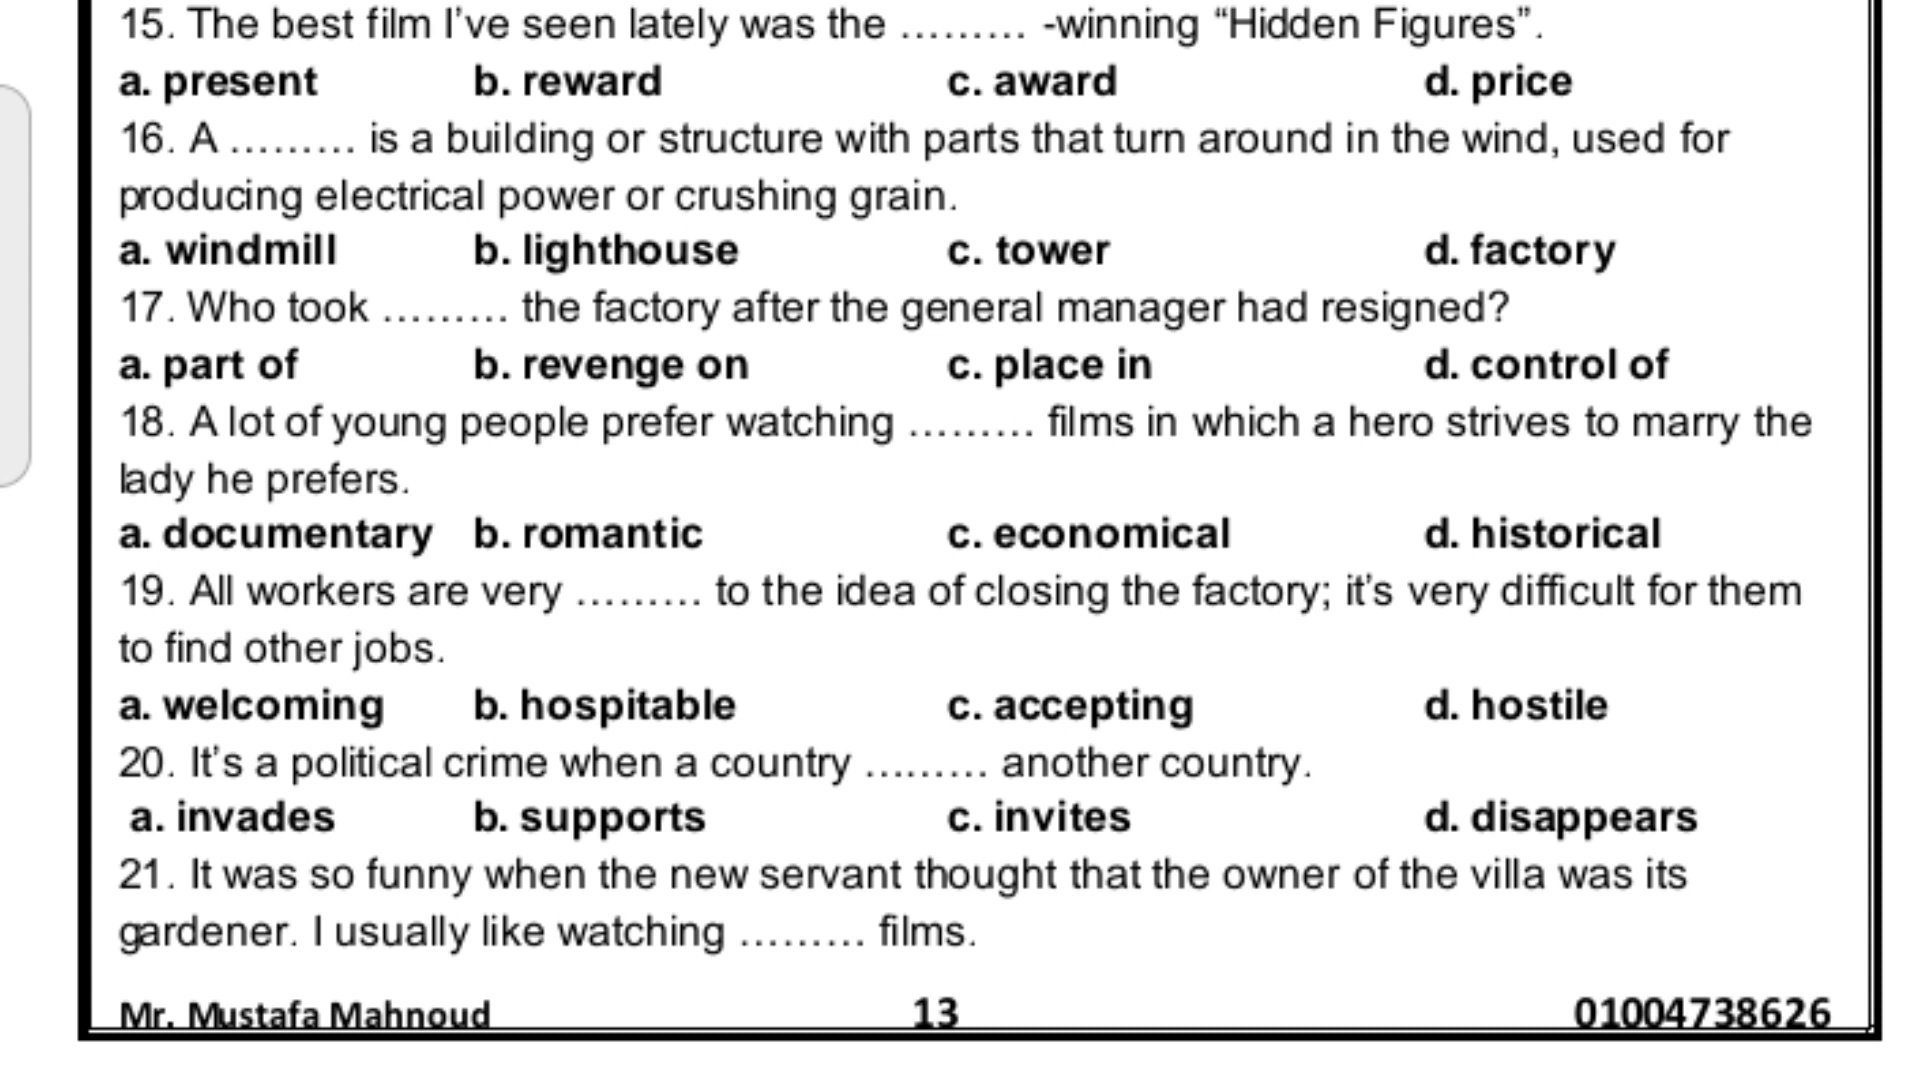 15. The best film I’ve seen lately was the ......... -winning “Hidden Figures”.
a. present b. reward c. award d. price
16. A ......... is a building or structure with parts that turn around in the wind, used for
producing electrical power or crushing grain.
a. windmill b. lighthouse c. tower d. factory
17. Who took ......... the factory after the general manager had resigned?
a. part of b. revenge on c. place in d. control of
18. A lot of young people prefer watching ......... films in which a hero strives to marry the
lady he prefers.
a. documentary b. romantic c. economical d. historical
19. All workers are very ......... to the idea of closing the factory; it’s very difficult for them
to find other jobs.
a. welcoming b. hospitable c. accepting d. hostile
20. It’s a political crime when a country ......... another country.
a. invades b. supports c. invites d. disappears
21. It was so funny when the new servant thought that the owner of the villa was its
gardener. I usually like watching ......... films.
Mr. Mustafa Mahnoud 13 01004738626